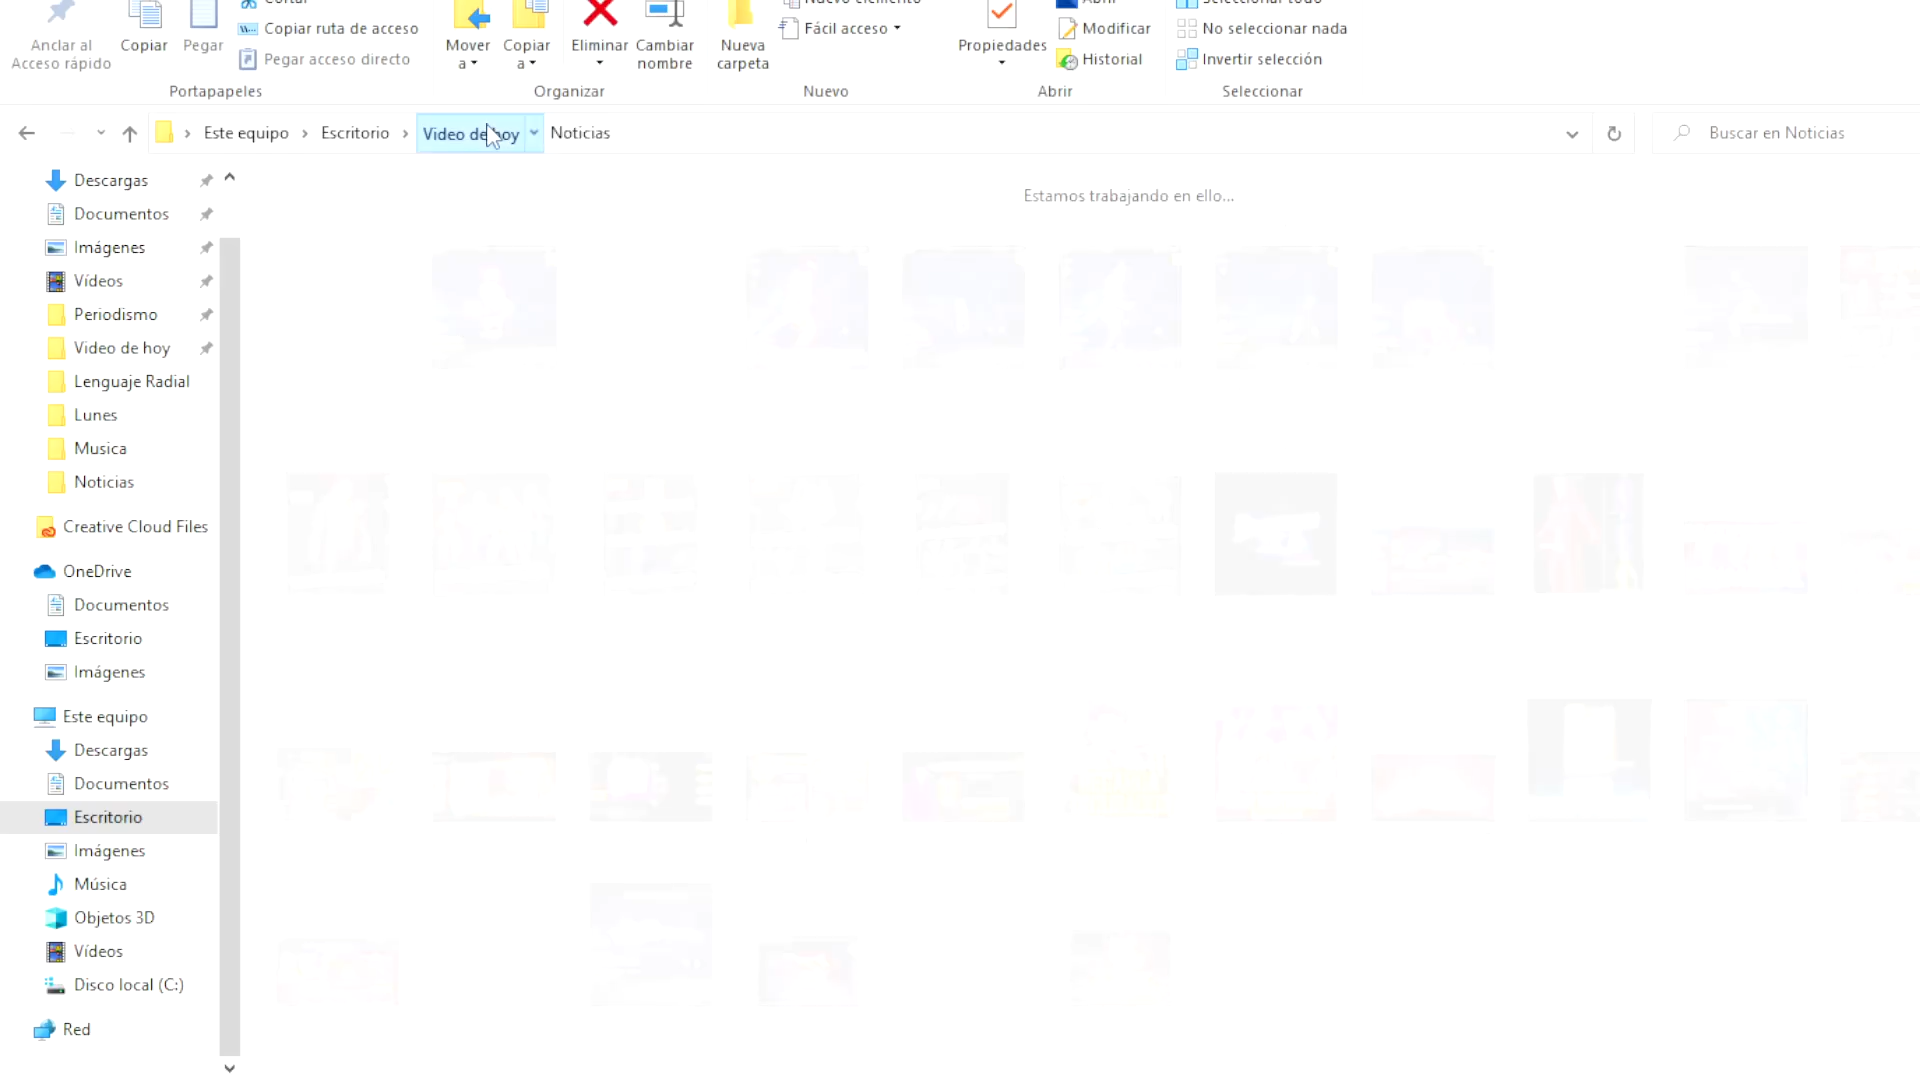 Anclar al
Acceso rápido
Copiar
Pegar
Copiar ruta de acceso
Pegar acceso directo
Portapapeles
Mover
a
Copiar
a
Eliminar
Cambiar
nombre
Organizar
Nueva
carpeta
Fácil acceso
Nuevo
Propiedades
Modificar
Historial
Abrir
No seleccionar nada
Invertir selección
Seleccionar
Este equipo
Escritorio
Video de hoy
Noticias
Buscar en Noticias
Estamos trabajando en ello...
Descargas
Documentos
Imágenes
Vídeos
Periodismo
Video de hoy
Lenguaje Radial
Lunes
Musica
Noticias
Creative Cloud Files
OneDrive
Documentos
Escritorio
Imágenes
Este equipo
Descargas
Documentos
Escritorio
Imágenes
Música
Objetos 3D
Vídeos
Disco local (C:)
Red